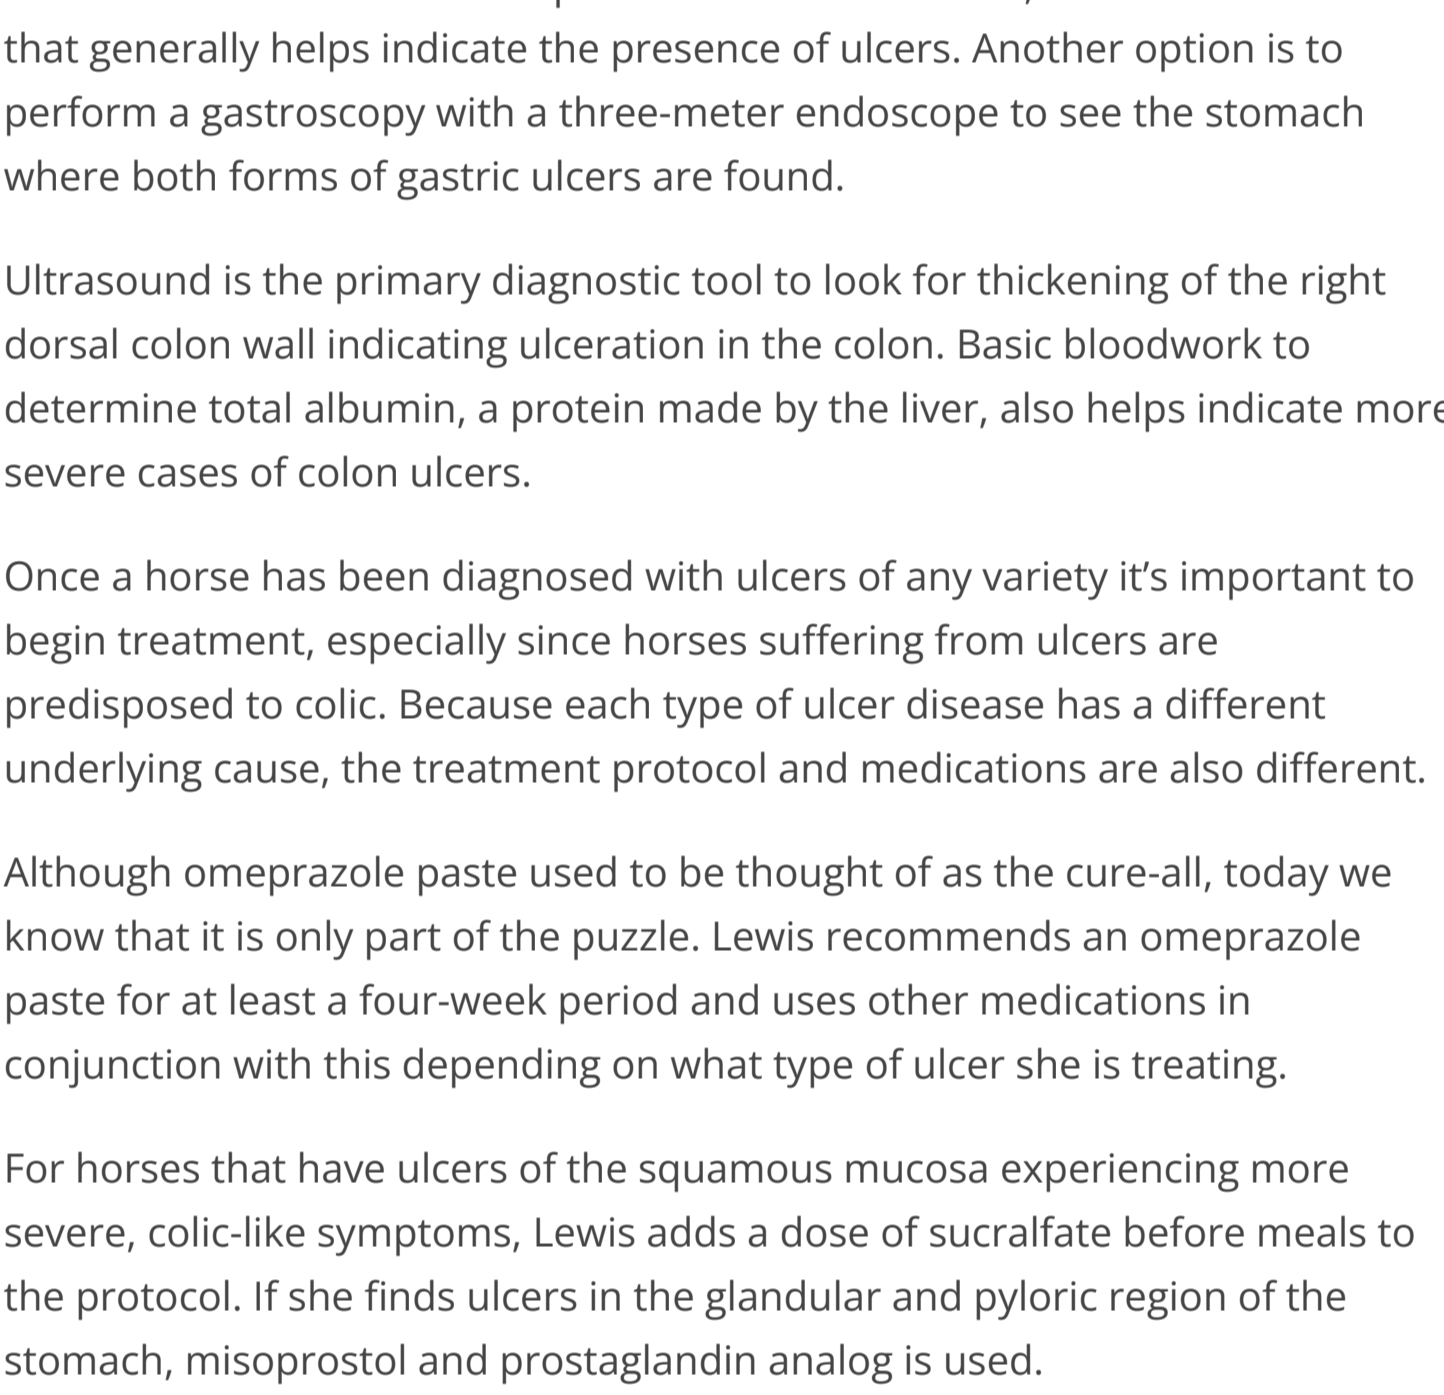 that generally helps indicate the presence of ulcers. Another option is to
perform a gastroscopy with a three-meter endoscope to see the stomach
where both forms of gastric ulcers are found.
Ultrasound is the primary diagnostic tool to look for thickening of the right
dorsal colon wall indicating ulceration in the colon. Basic bloodwork to
determine total albumin, a protein made by the liver, also helps indicate more
severe cases of colon ulcers.
Once a horse has been diagnosed with ulcers of any variety it’s important to
begin treatment, especially since horses suffering from ulcers are
predisposed to colic. Because each type of ulcer disease has a different
underlying cause, the treatment protocol and medications are also different.
Although omeprazole paste used to be thought of as the cure-all, today we
know that it is only part of the puzzle. Lewis recommends an omeprazole
paste for at least a four-week period and uses other medications in
conjunction with this depending on what type of ulcer she is treating.
For horses that have ulcers of the squamous mucosa experiencing more
severe, colic-like symptoms, Lewis adds a dose of sucralfate before meals to
the protocol. If she finds ulcers in the glandular and pyloric region of the
stomach, misoprostol and prostaglandin analog is used.